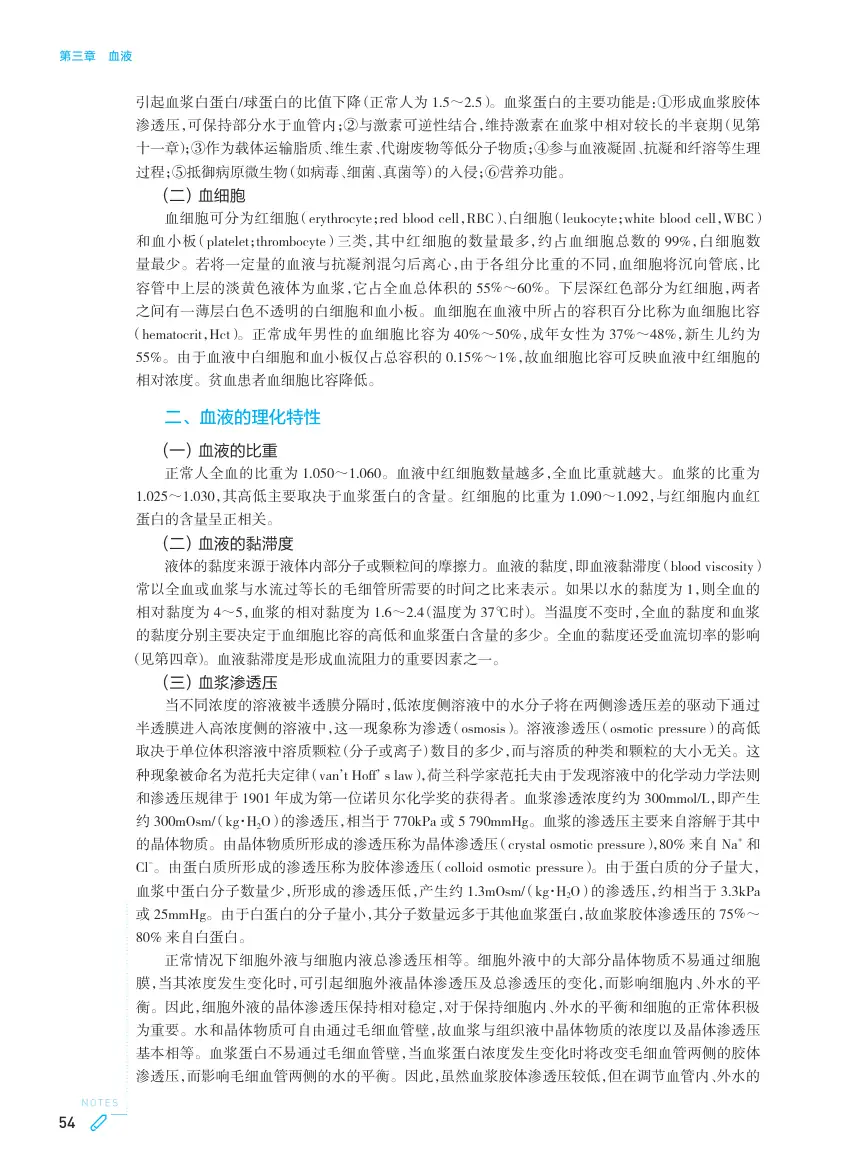 第三章　血液
引起血浆白蛋白/球蛋白的比值下降(正常人为 1.5～2.5)。血浆蛋白的主要功能是:①形成血浆胶体
渗透压,可保持部分水于血管内;②与激素可逆性结合,维持激素在血浆中相对较长的半衰期(见第
十一章);③作为载体运输脂质、维生素、代谢废物等低分子物质;④参与血液凝固、抗凝和纤溶等生理
过程;⑤抵御病原微生物(如病毒、细菌、真菌等)的入侵;⑥营养功能。
(二) 血细胞
血细胞可分为红细胞(erythrocyte;red blood cell,RBC)、白细胞(leukocyte;white blood cell,WBC)
和血小板(platelet;thrombocyte)三类,其中红细胞的数量最多,约占血细胞总数的 99%,白细胞数
量最少。若将一定量的血液与抗凝剂混匀后离心,由于各组分比重的不同,血细胞将沉向管底,比
容管中上层的淡黄色液体为血浆,它占全血总体积的 55%～60%。下层深红色部分为红细胞,两者
之间有一薄层白色不透明的白细胞和血小板。血细胞在血液中所占的容积百分比称为血细胞比容
(hematocrit,Hct)。正常成年男性的血细胞比容为 40%～50%,成年女性为 37%～48%,新生儿约为
55%。由于血液中白细胞和血小板仅占总容积的 0.15%～1%,故血细胞比容可反映血液中红细胞的
相对浓度。贫血患者血细胞比容降低。
二、血液的理化特性
(一) 血液的比重
正常人全血的比重为 1.050～1.060。血液中红细胞数量越多,全血比重就越大。血浆的比重为
1.025～1.030,其高低主要取决于血浆蛋白的含量。红细胞的比重为 1.090～1.092,与红细胞内血红
蛋白的含量呈正相关。
(二) 血液的黏滞度
液体的黏度来源于液体内部分子或颗粒间的摩擦力。血液的黏度,即血液黏滞度(blood viscosity)
常以全血或血浆与水流过等长的毛细管所需要的时间之比来表示。如果以水的黏度为 1,则全血的
相对黏度为 4～5,血浆的相对黏度为 1.6～2.4(温度为 37℃时)。当温度不变时,全血的黏度和血浆
的黏度分别主要决定于血细胞比容的高低和血浆蛋白含量的多少。全血的黏度还受血流切率的影响
(见第四章)。血液黏滞度是形成血流阻力的重要因素之一。
(三) 血浆渗透压
当不同浓度的溶液被半透膜分隔时,低浓度侧溶液中的水分子将在两侧渗透压差的驱动下通过
半透膜进入高浓度侧的溶液中,这一现象称为渗透(osmosis)。溶液渗透压(osmotic pressure)的高低
取决于单位体积溶液中溶质颗粒(分子或离子)数目的多少,而与溶质的种类和颗粒的大小无关。这
种现象被命名为范托夫定律(van't Hoff' s law),荷兰科学家范托夫由于发现溶液中的化学动力学法则
和渗透压规律于 1901 年成为第一位诺贝尔化学奖的获得者。血浆渗透浓度约为 300mmol/L,即产生
约 300mOsm/(kg·H₂O)的渗透压,相当于 770kPa 或 5 790mmHg。血浆的渗透压主要来自溶解于其中
的晶体物质。由晶体物质所形成的渗透压称为晶体渗透压(crystal osmotic pressure),80% 来自 Na⁺ 和
Cl⁻。由蛋白质所形成的渗透压称为胶体渗透压(colloid osmotic pressure)。由于蛋白质的分子量大,
血浆中蛋白分子数量少,所形成的渗透压低,产生约 1.3mOsm/(kg·H₂O)的渗透压,约相当于 3.3kPa
或 25mmHg。由于白蛋白的分子量小,其分子数量远多于其他血浆蛋白,故血浆胶体渗透压的 75%～
80% 来自白蛋白。
正常情况下细胞外液与细胞内液总渗透压相等。细胞外液中的大部分晶体物质不易通过细胞
膜,当其浓度发生变化时,可引起细胞外液晶体渗透压及总渗透压的变化,而影响细胞内、外水的平
衡。因此,细胞外液的晶体渗透压保持相对稳定,对于保持细胞内、外水的平衡和细胞的正常体积极
为重要。水和晶体物质可自由通过毛细血管壁,故血浆与组织液中晶体物质的浓度以及晶体渗透压
基本相等。血浆蛋白不易通过毛细血管壁,当血浆蛋白浓度发生变化时将改变毛细血管两侧的胶体
渗透压,而影响毛细血管两侧的水的平衡。因此,虽然血浆胶体渗透压较低,但在调节血管内、外水的
NOTES
54